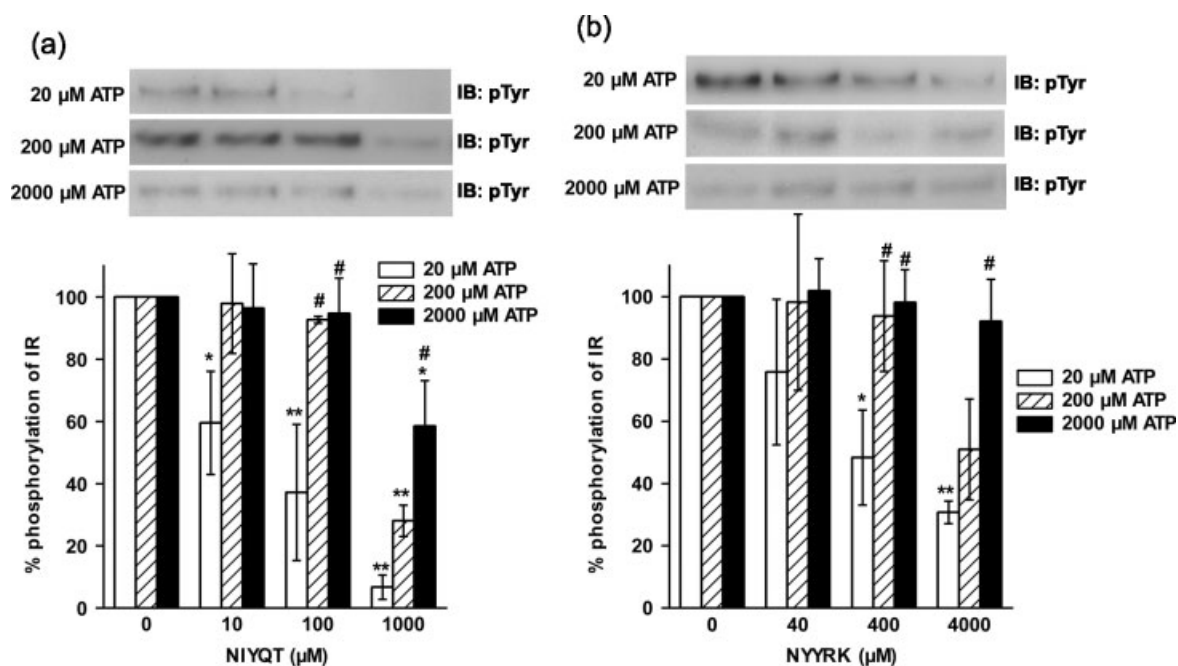 (a)
20 µM ATP IB: pTyr
200 µM ATP IB: pTyr
2000 µM ATP IB: pTyr
% phosphorylation of IR
100
80
60
40
20
0
* ** # # ** ** # *
20 µM ATP
200 µM ATP
2000 µM ATP
0 10 100 1000
NIYQT (µM)
(b)
20 µM ATP IB: pTyr
200 µM ATP IB: pTyr
2000 µM ATP IB: pTyr
% phosphorylation of IR
100
80
60
40
20
0
* # # ** #
20 µM ATP
200 µM ATP
2000 µM ATP
0 40 400 4000
NYYRK (µM)